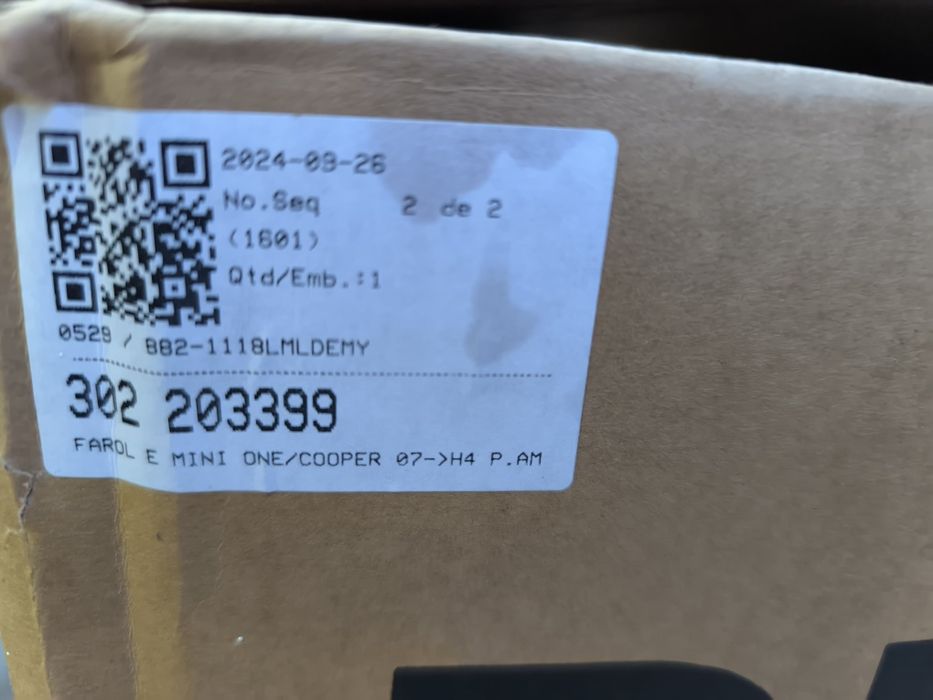 2024-09-26
No.Seq 2 de 2
(1601)
Qtd/Emb.:1
0529 / 882-1118LMLDEMY
302 203399
FAROL E MINI ONE/COOPER 07->H4 P.AM